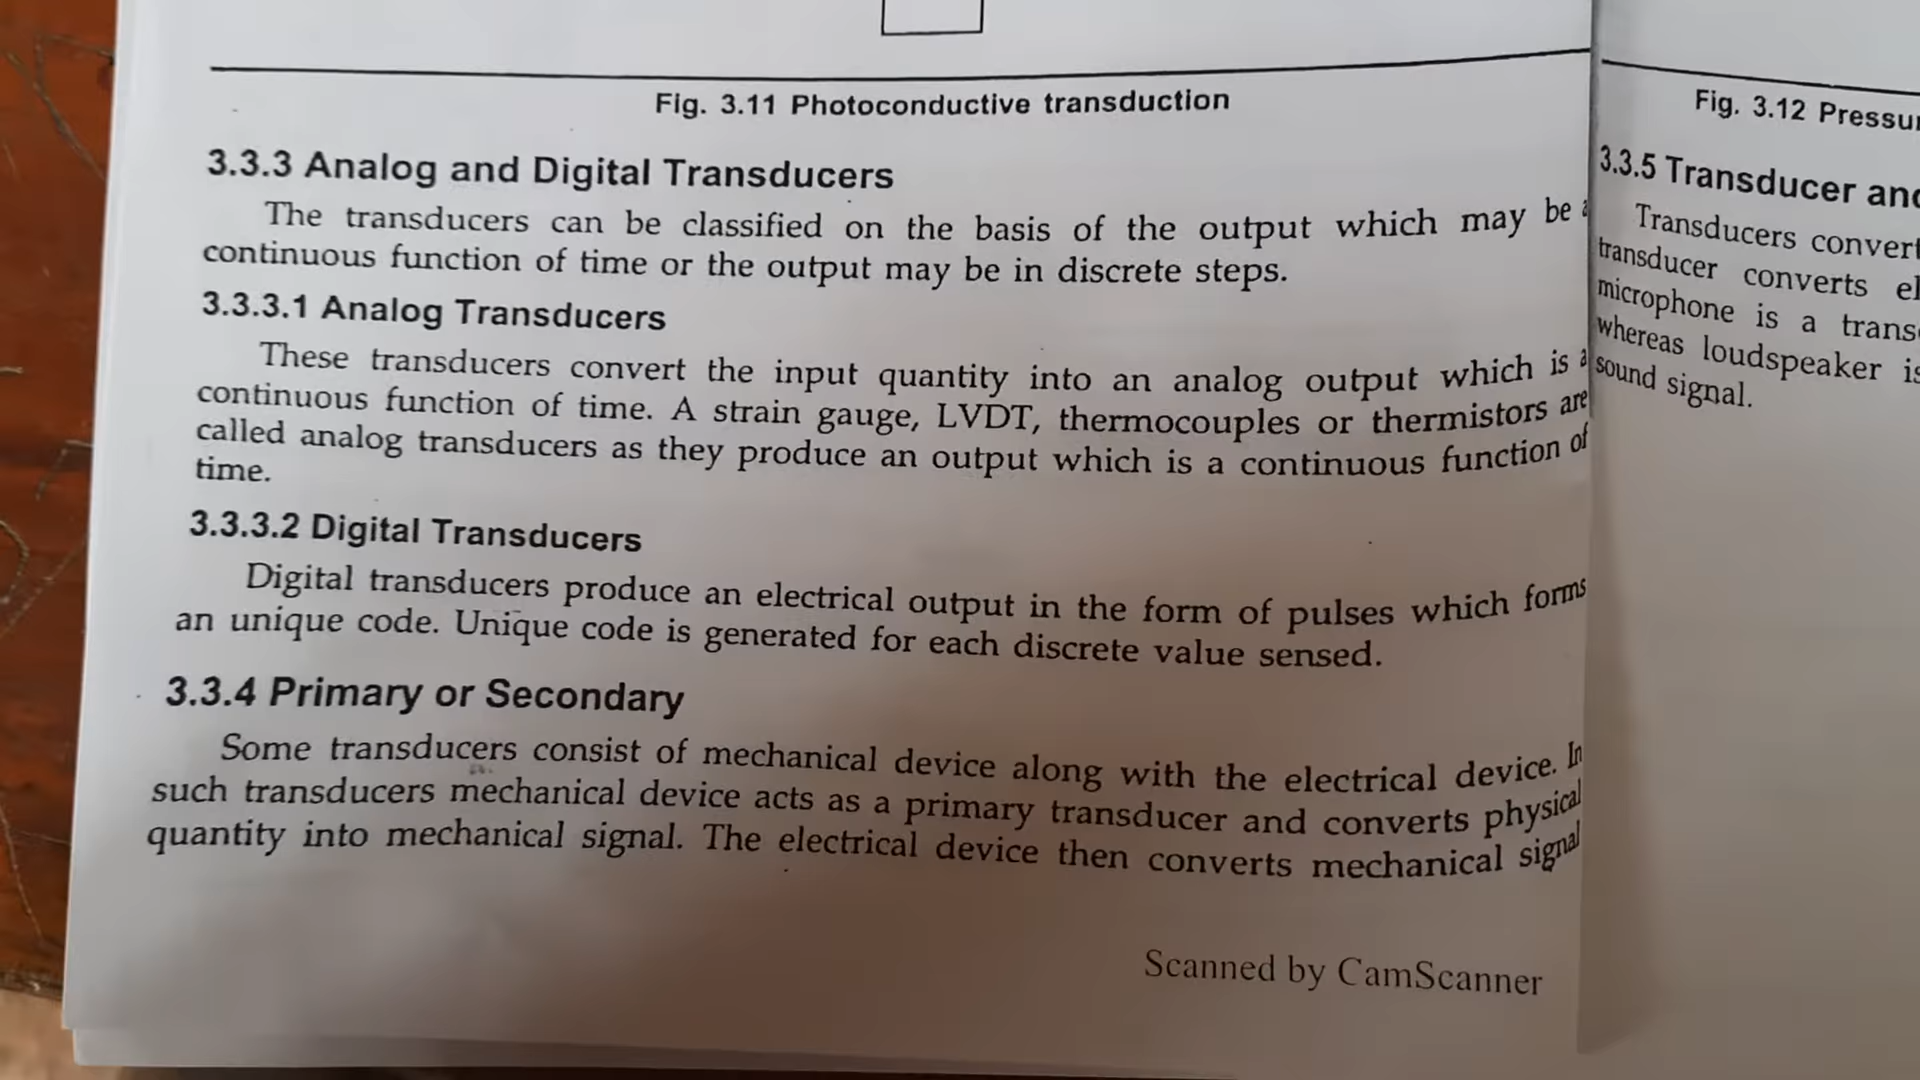 Fig. 3.11 Photoconductive transduction
3.3.3 Analog and Digital Transducers
The transducers can be classified on the basis of the output which may be a
continuous function of time or the output may be in discrete steps.
3.3.3.1 Analog Transducers
These transducers convert the input quantity into an analog output which is a
continuous function of time. A strain gauge, LVDT, thermocouples or thermistors are
called analog transducers as they produce an output which is a continuous function of
time.
3.3.3.2 Digital Transducers
Digital transducers produce an electrical output in the form of pulses which forms
an unique code. Unique code is generated for each discrete value sensed.
3.3.4 Primary or Secondary
Some transducers consist of mechanical device along with the electrical device. In
such transducers mechanical device acts as a primary transducer and converts physical
quantity into mechanical signal. The electrical device then converts mechanical signal
Scanned by CamScanner
Fig. 3.12
3.3.5 Transducer
Transducers
transducer converts
microphone is a
whereas loudspeaker
sound signal.